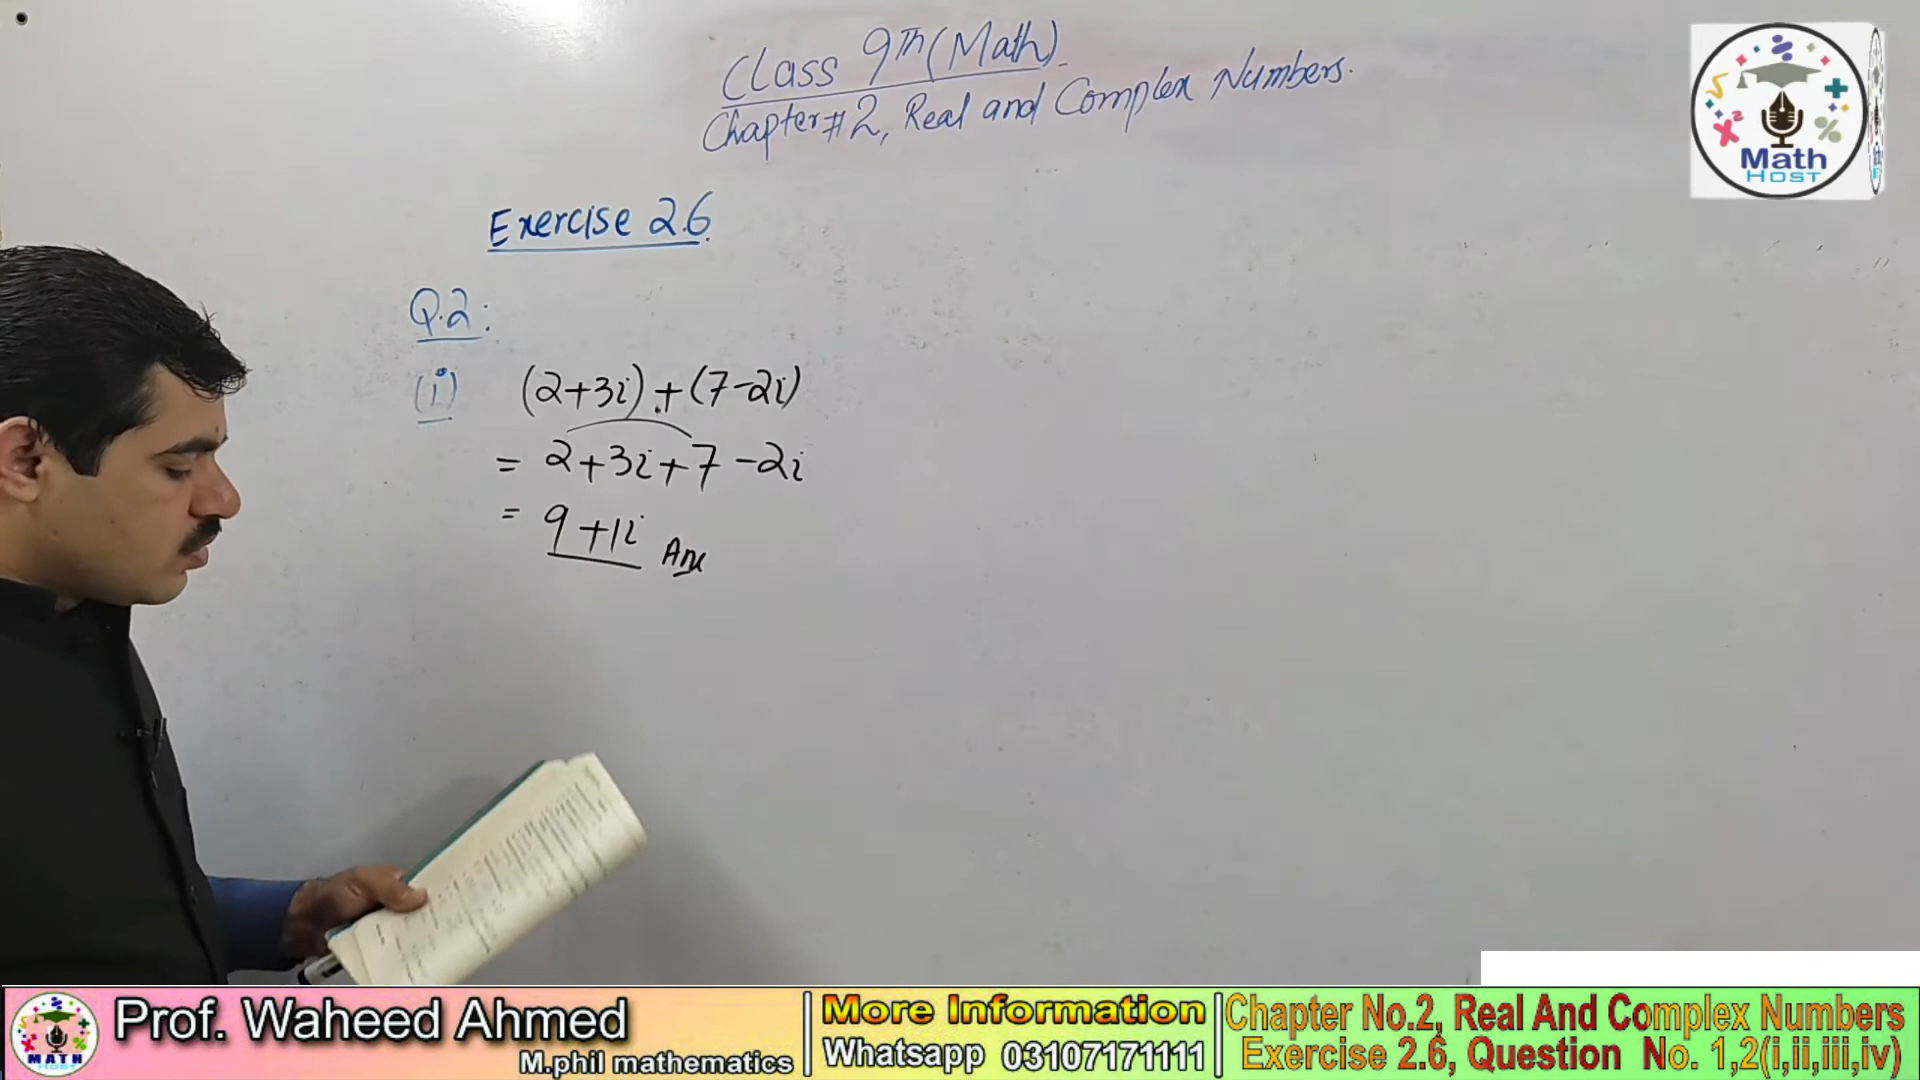 Class 9Th (Math)
Chapter # 2, Real and Complex Numbers.
X²
%
Math
HOST
Exercise 2.6
Q.2:
(i) (2+3i) + (7-2i)
= 2+3i+7-2i
= 9+1i Ans
MATH
Prof. Waheed Ahmed
M.phil mathematics
More Information
Whatsapp 03107171111
Chapter No.2, Real And Complex Numbers
Exercise 2.6, Question No. 1,2(i,ii,iii,iv)